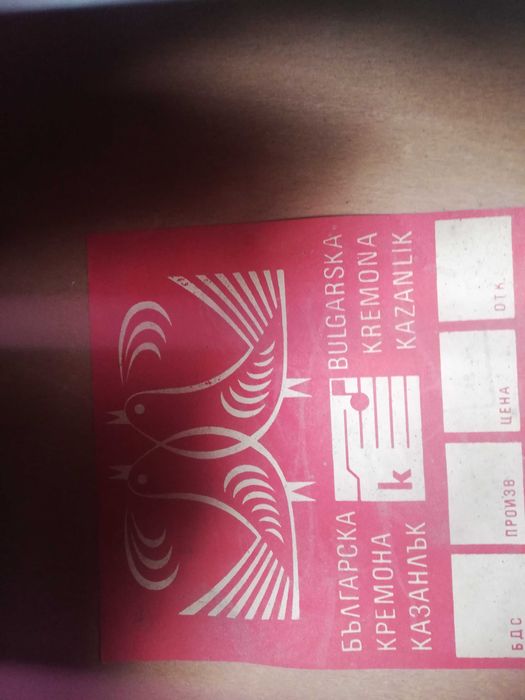 БЪЛГАРСКА
КРЕМОНА
КАЗАНЛЪК
k
BULGARSKA
KREMONA
KAZANLIK
БДС
ПРОИЗВ
ЦЕНА
ОТК.